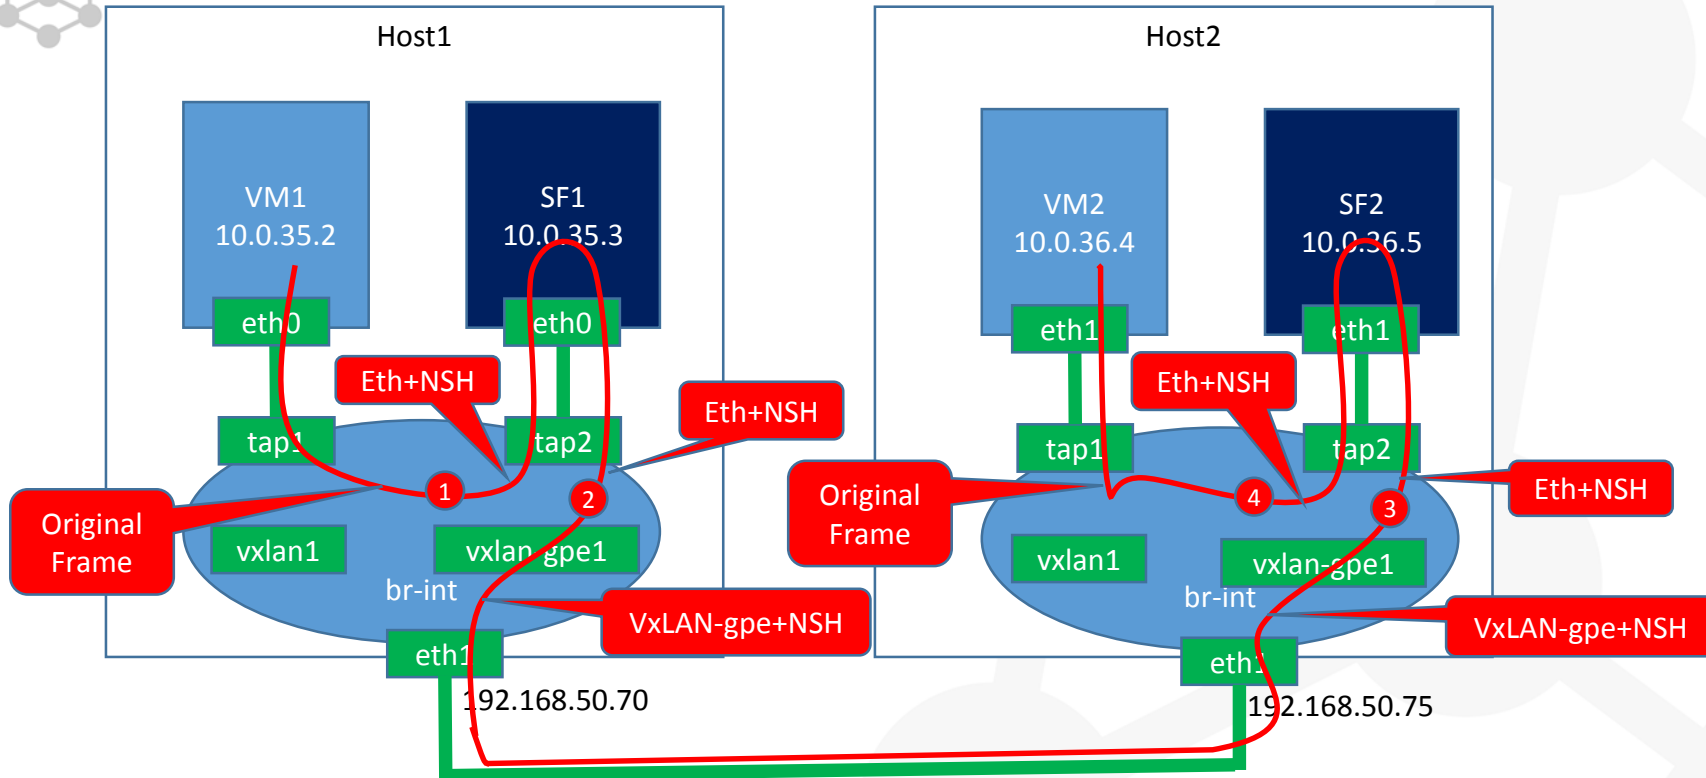 Host1
VM1
10.0.35.2
SF1
10.0.35.3
eth0
eth0
Eth+NSH
Eth+NSH
tap1
tap2
1
2
Original
Frame
vxlan1
vxlan-gpe1
br-int
VxLAN-gpe+NSH
eth1
192.168.50.70
Host2
VM2
10.0.36.4
SF2
10.0.36.5
eth1
eth1
Eth+NSH
tap1
tap2
Eth+NSH
Original
Frame
4
3
vxlan1
vxlan-gpe1
br-int
VxLAN-gpe+NSH
eth1
192.168.50.75